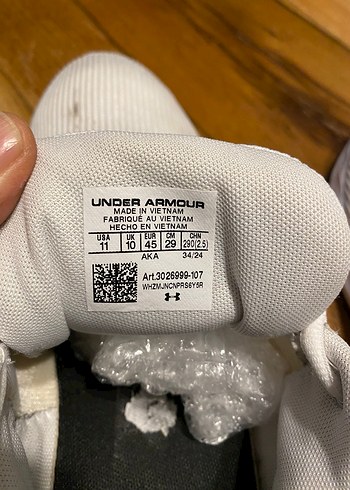 UNDER ARMOUR
MADE IN VIETNAM
FABRIQUÉ AU VIETNAM
HECHO EN VIETNAM
USA UK EUR CM CHN
11 10 45 29 290(2.5)
AKA 34/24
Art.3026999-107
WHZMJNCNPRS6Y5R